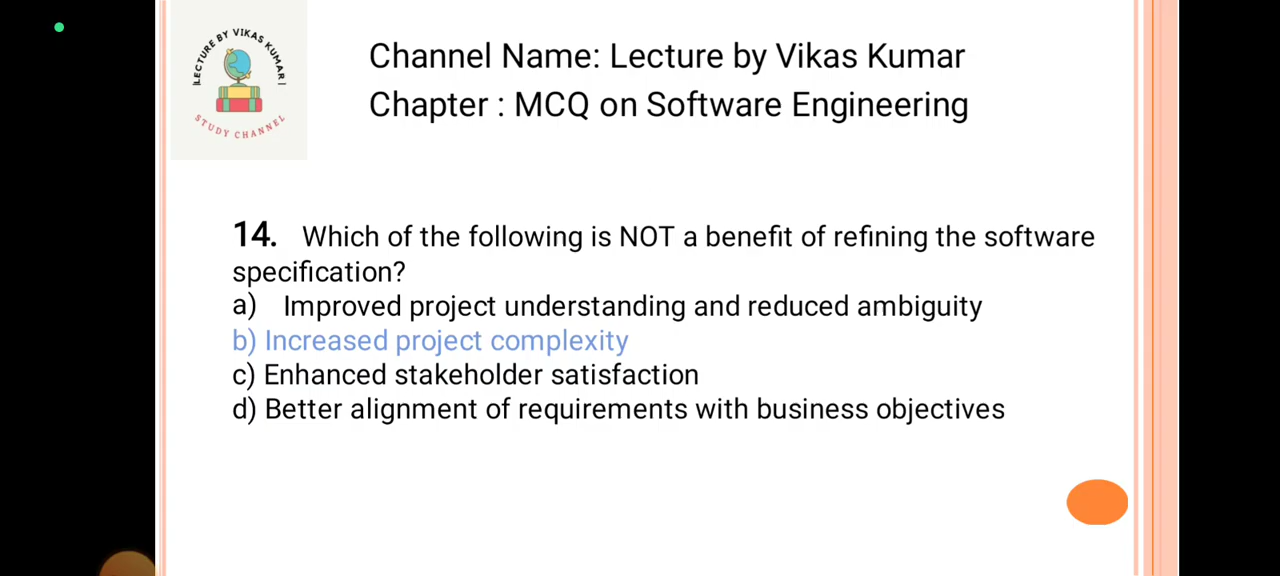 LECTURE BY VIKAS KUMAR
STUDY CHANNEL
Channel Name: Lecture by Vikas Kumar
Chapter : MCQ on Software Engineering
14. Which of the following is NOT a benefit of refining the software
specification?
a) Improved project understanding and reduced ambiguity
b) Increased project complexity
c) Enhanced stakeholder satisfaction
d) Better alignment of requirements with business objectives